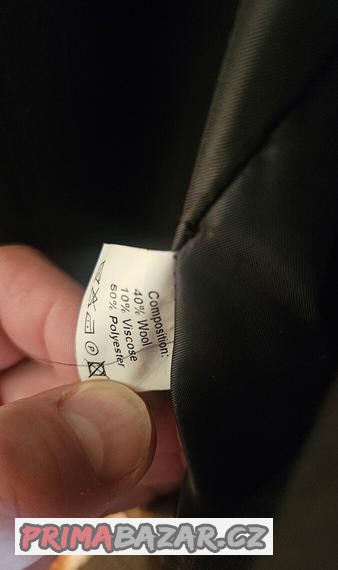 Composition:
40% Wool
10% Viscose
50% Polyester
P
PRIMABAZAR.CZ